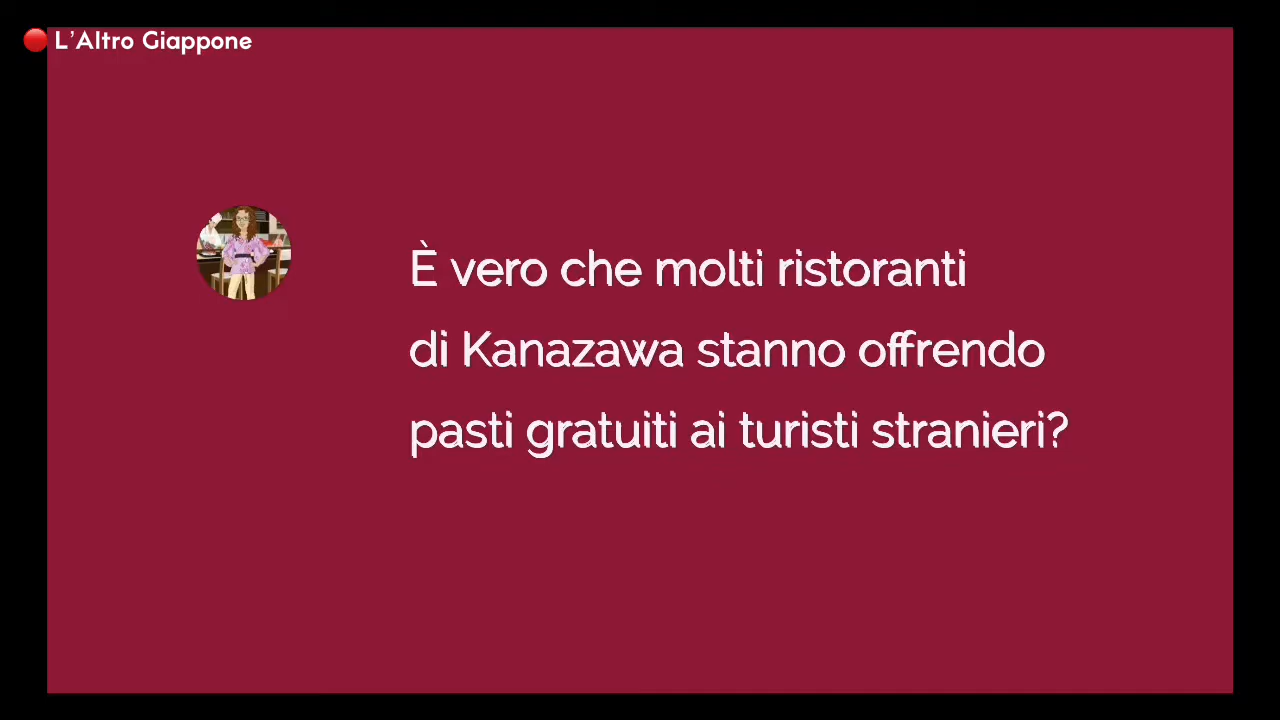 L'Altro Giappone
È vero che molti ristoranti
di Kanazawa stanno offrendo
pasti gratuiti ai turisti stranieri?